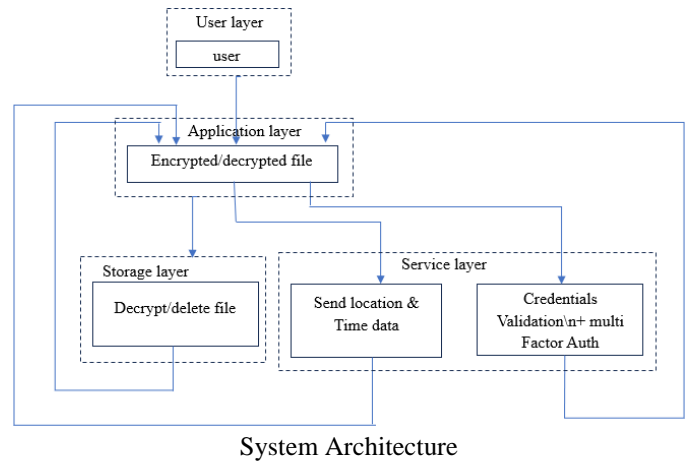 User layer
user
Application layer
Encrypted/decrypted file
Storage layer
Decrypt/delete file
Service layer
Send location &
Time data
Credentials
Validation\n+ multi
Factor Auth
System Architecture